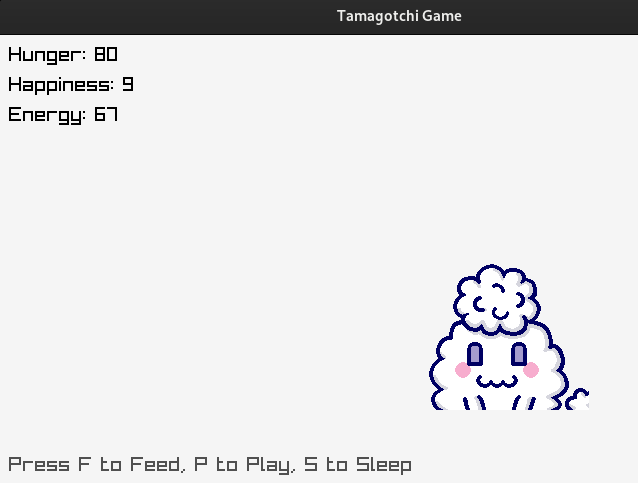 Tamagotchi Game
Hunger: 80
Happiness: 9
Energy: 67
Press F to Feed, P to Play, S to Sleep